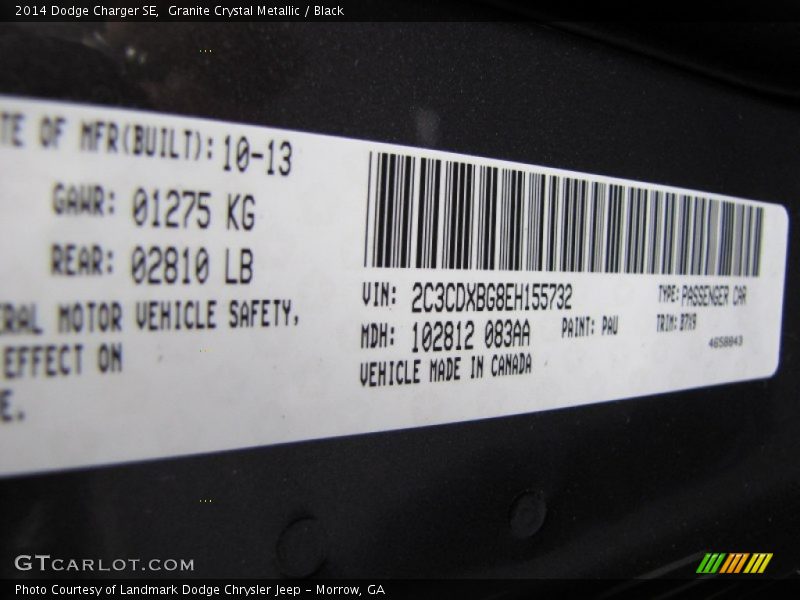 2014 Dodge Charger SE,  Granite Crystal Metallic / Black
TE OF MFR(BUILT): 10-13
GAWR: 01275 KG
REAR: 02810 LB
ERAL MOTOR VEHICLE SAFETY,
EFFECT ON
E.
VIN: 2C3CDXBG8EH155732
TYPE: PASSENGER CAR
MDH: 102812 083AA
PAINT: PAU
TRIM: B7X9
VEHICLE MADE IN CANADA
4658843
GTCARLOT.COM
Photo Courtesy of Landmark Dodge Chrysler Jeep - Morrow, GA